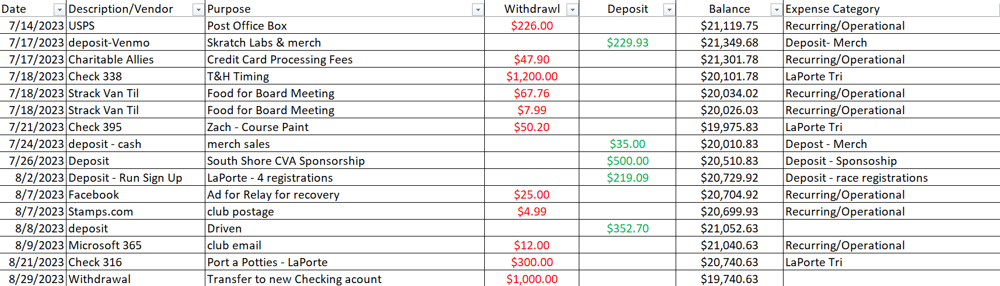 Date Description/Vendor Purpose Withdrawl Deposit Balance Expense Category
7/14/2023 USPS Post Office Box $226.00 $21,119.75 Recurring/Operational
7/17/2023 deposit-Venmo Skratch Labs & merch $229.93 $21,349.68 Deposit- Merch
7/17/2023 Charitable Allies Credit Card Processing Fees $47.90 $21,301.78 Recurring/Operational
7/18/2023 Check 338 T&H Timing $1,200.00 $20,101.78 LaPorte Tri
7/18/2023 Strack Van Til Food for Board Meeting $67.76 $20,034.02 Recurring/Operational
7/18/2023 Strack Van Til Food for Board Meeting $7.99 $20,026.03 Recurring/Operational
7/21/2023 Check 395 Zach - Course Paint $50.20 $19,975.83 LaPorte Tri
7/24/2023 deposit - cash merch sales $35.00 $20,010.83 Depost - Merch
7/26/2023 Deposit South Shore CVA Sponsorship $500.00 $20,510.83 Deposit - Sponsoship
8/2/2023 Deposit - Run Sign Up LaPorte - 4 registrations $219.09 $20,729.92 Deposit - race registrations
8/7/2023 Facebook Ad for Relay for recovery $25.00 $20,704.92 Recurring/Operational
8/7/2023 Stamps.com club postage $4.99 $20,699.93 Recurring/Operational
8/8/2023 deposit Driven $352.70 $21,052.63
8/9/2023 Microsoft 365 club email $12.00 $21,040.63 Recurring/Operational
8/21/2023 Check 316 Port a Potties - LaPorte $300.00 $20,740.63 LaPorte Tri
8/29/2023 Withdrawal Transfer to new Checking acount $1,000.00 $19,740.63